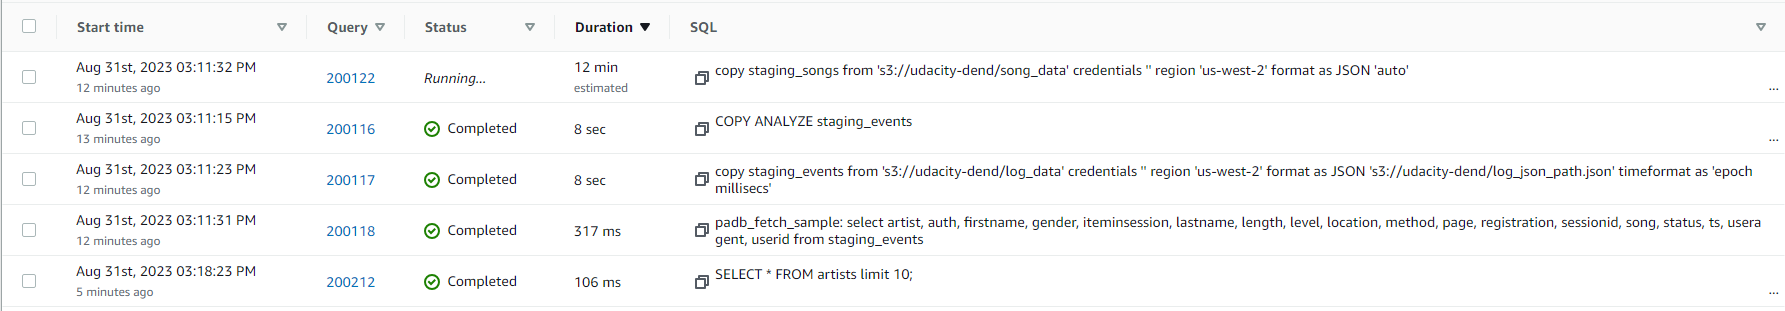 Start time Query Status Duration SQL
Aug 31st, 2023 03:11:32 PM
12 minutes ago
200122
Running...
12 min
estimated
copy staging_songs from 's3://udacity-dend/song_data' credentials '' region 'us-west-2' format as JSON 'auto'
...
Aug 31st, 2023 03:11:15 PM
13 minutes ago
200116
Completed
8 sec
COPY ANALYZE staging_events
...
Aug 31st, 2023 03:11:23 PM
12 minutes ago
200117
Completed
8 sec
copy staging_events from 's3://udacity-dend/log_data' credentials '' region 'us-west-2' format as JSON 's3://udacity-dend/log_json_path.json' timeformat as 'epoch
millisecs'
Aug 31st, 2023 03:11:31 PM
12 minutes ago
200118
Completed
317 ms
padb_fetch_sample: select artist, auth, firstname, gender, iteminsession, lastname, length, level, location, method, page, registration, sessionid, song, status, ts, usera
gent, userid from staging_events
Aug 31st, 2023 03:18:23 PM
5 minutes ago
200212
Completed
106 ms
SELECT * FROM artists limit 10;
...